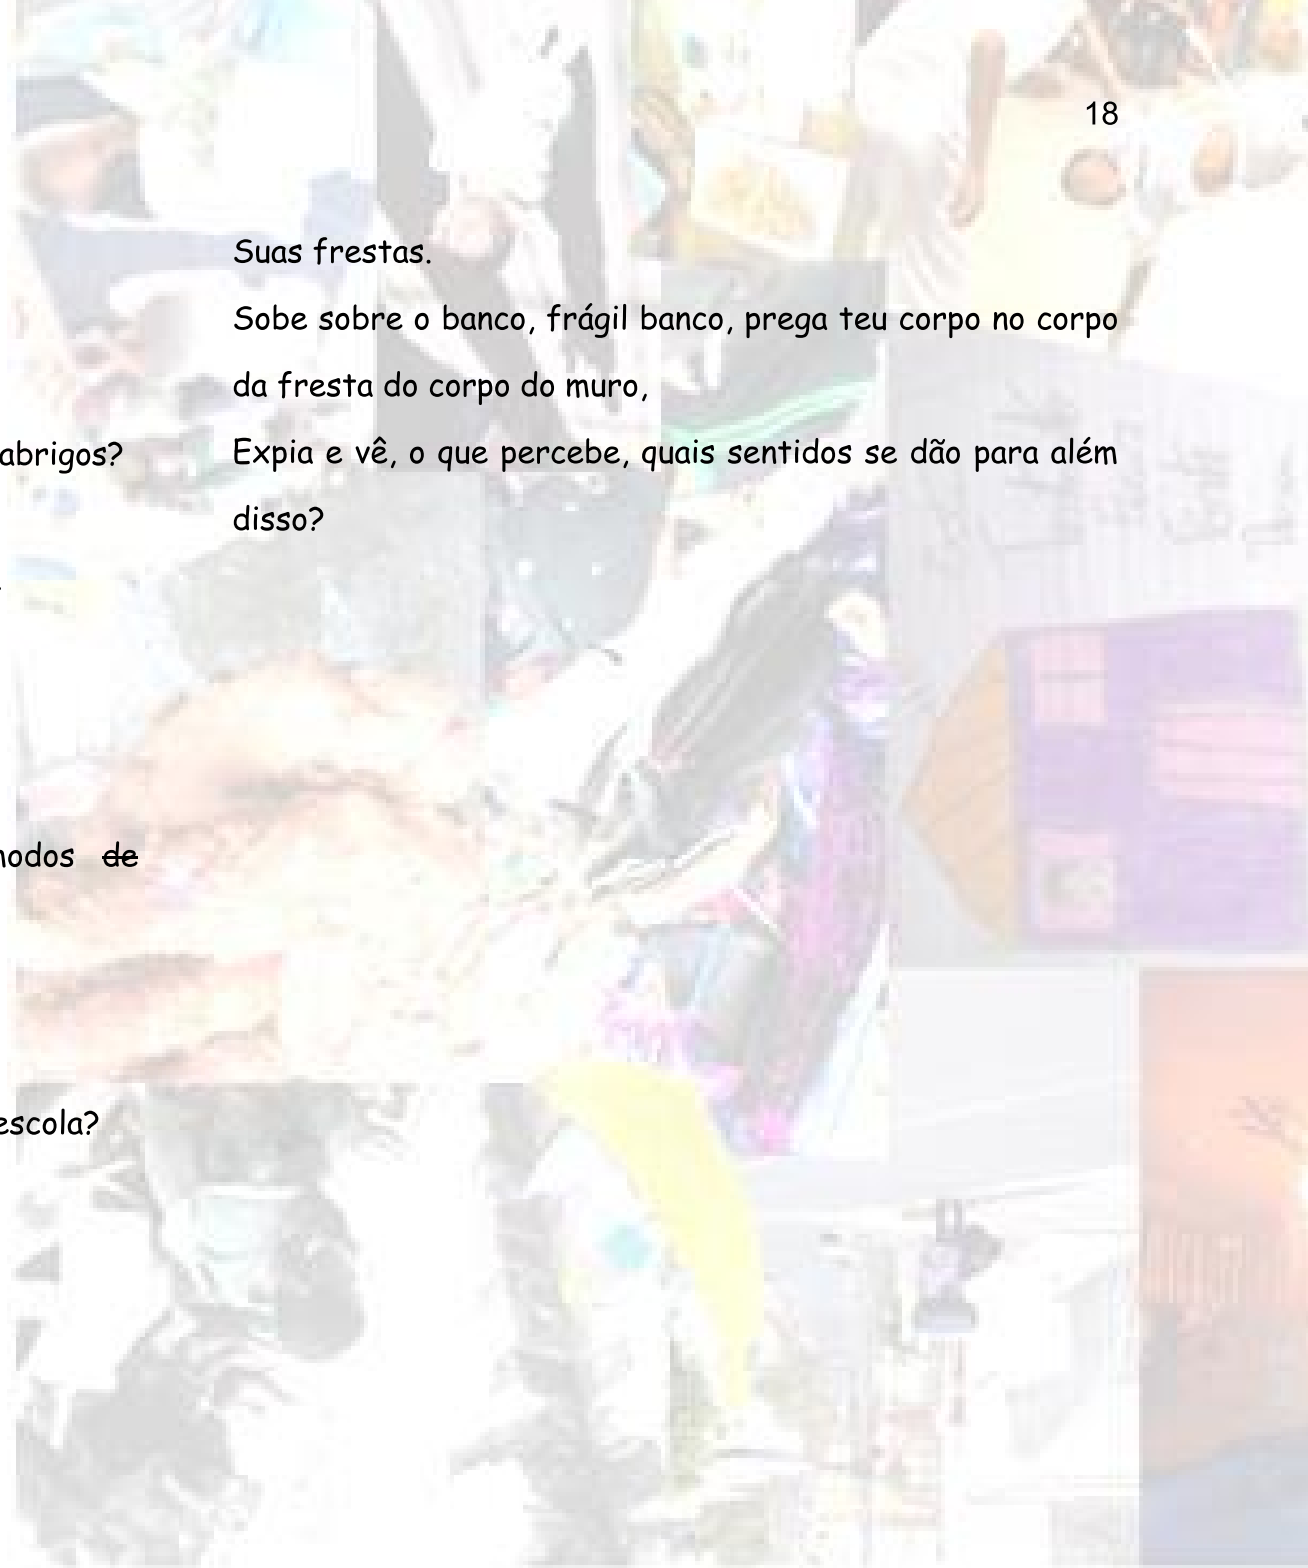 18
Suas frestas.
Sobe sobre o banco, frágil banco, prega teu corpo no corpo
da fresta do corpo do muro,
Expia e vê, o que percebe, quais sentidos se dão para além
disso?
abrigos?
de
escola?